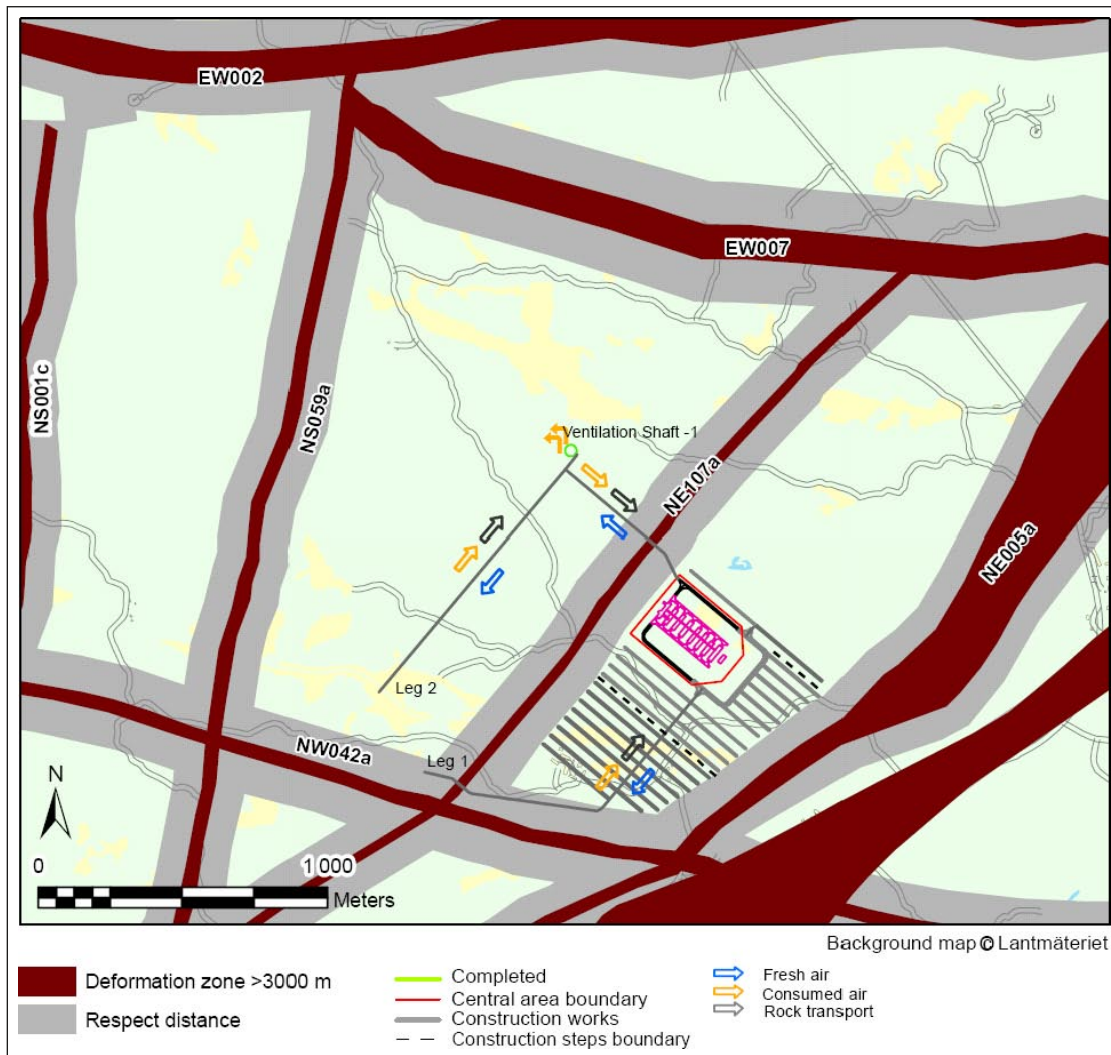 EW002
EW007
NS001c
NS059a
Ventilation Shaft -1
NE107a
NE005a
Leg 2
NW042a
Leg 1
N
0 1 000
Meters
Background map © Lantmäteriet
Deformation zone >3000 m
Respect distance
Completed
Central area boundary
Construction works
Construction steps boundary
Fresh air
Consumed air
Rock transport